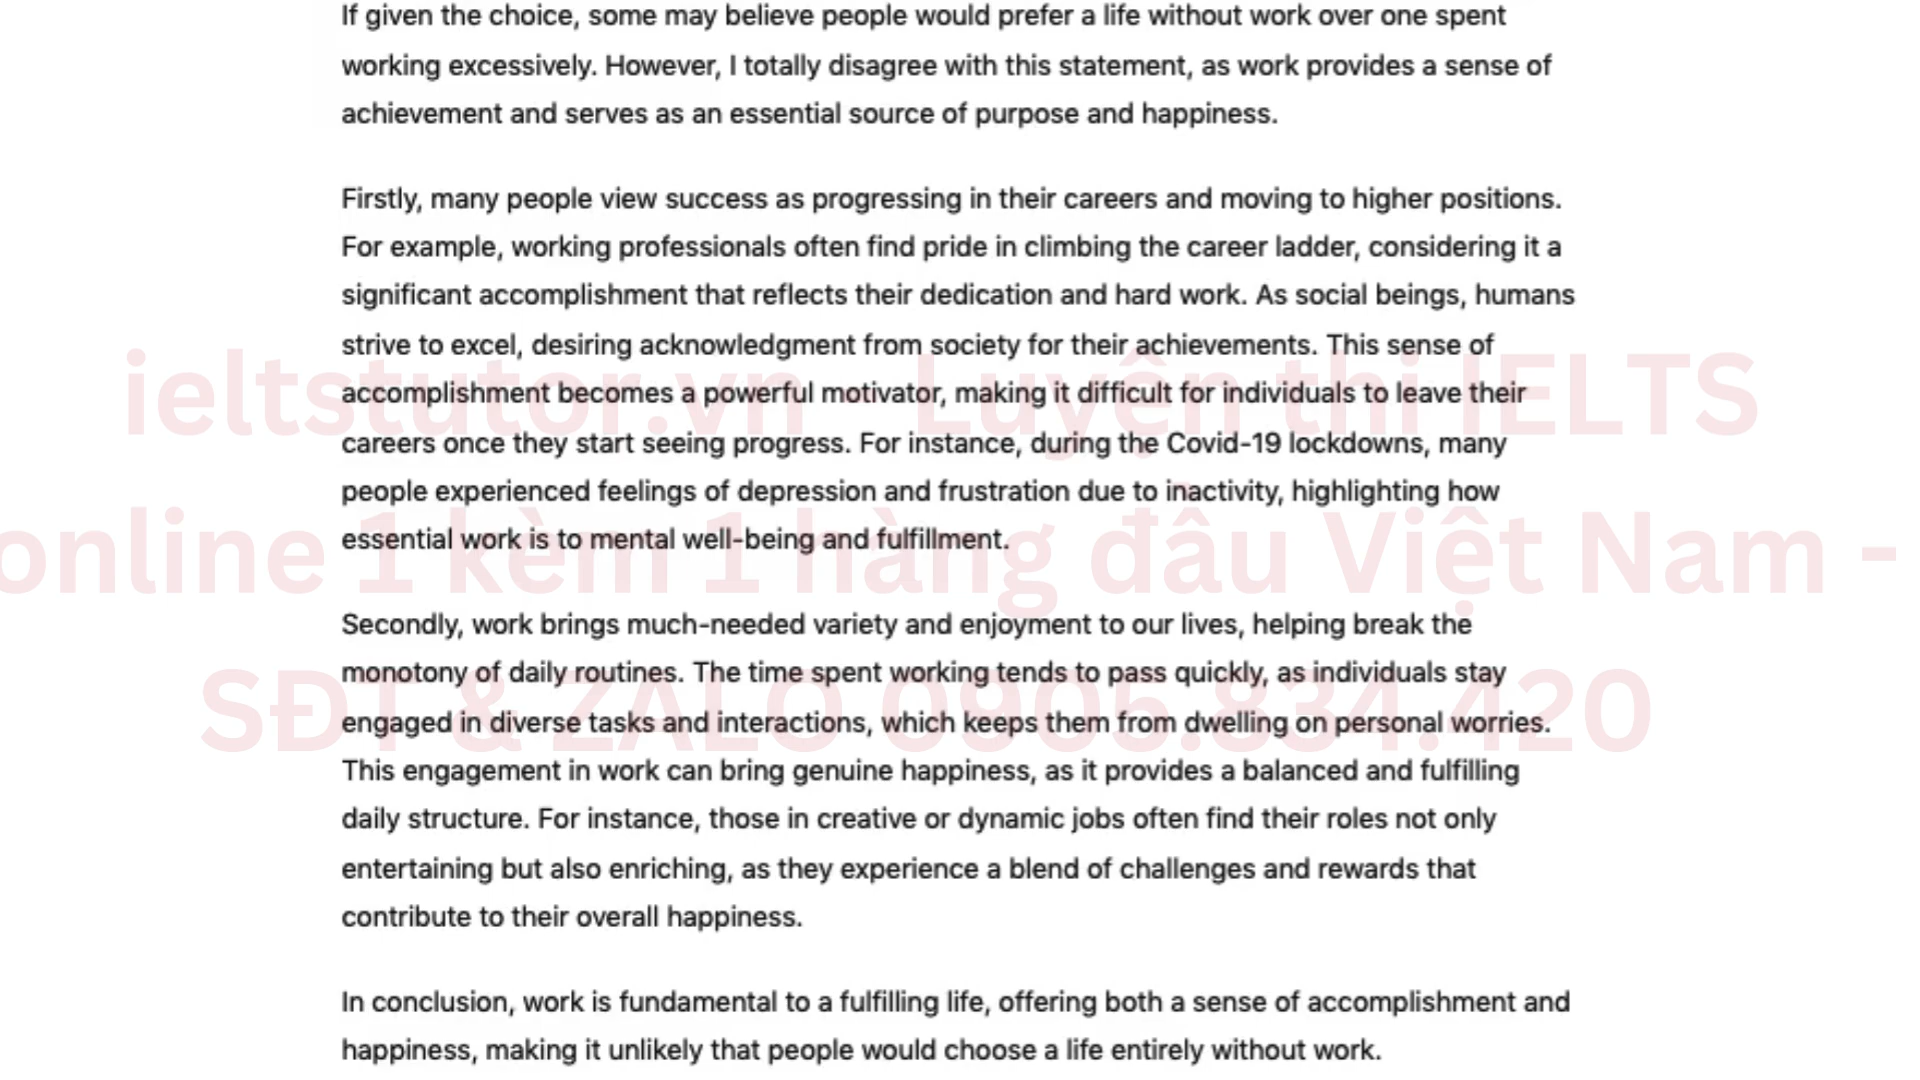 If given the choice, some may believe people would prefer a life without work over one spent
working excessively. However, I totally disagree with this statement, as work provides a sense of
achievement and serves as an essential source of purpose and happiness.
Firstly, many people view success as progressing in their careers and moving to higher positions.
For example, working professionals often find pride in climbing the career ladder, considering it a
significant accomplishment that reflects their dedication and hard work. As social beings, humans
strive to excel, desiring acknowledgment from society for their achievements. This sense of
accomplishment becomes a powerful motivator, making it difficult for individuals to leave their
careers once they start seeing progress. For instance, during the Covid-19 lockdowns, many
people experienced feelings of depression and frustration due to inactivity, highlighting how
essential work is to mental well-being and fulfillment.
Secondly, work brings much-needed variety and enjoyment to our lives, helping break the
monotony of daily routines. The time spent working tends to pass quickly, as individuals stay
engaged in diverse tasks and interactions, which keeps them from dwelling on personal worries.
This engagement in work can bring genuine happiness, as it provides a balanced and fulfilling
daily structure. For instance, those in creative or dynamic jobs often find their roles not only
entertaining but also enriching, as they experience a blend of challenges and rewards that
contribute to their overall happiness.
In conclusion, work is fundamental to a fulfilling life, offering both a sense of accomplishment and
happiness, making it unlikely that people would choose a life entirely without work.
ieltstutor.vn - Luyện thi IELTS
online 1 kèm 1 hàng đầu Việt Nam -
SĐT & ZALO 0905.834.420